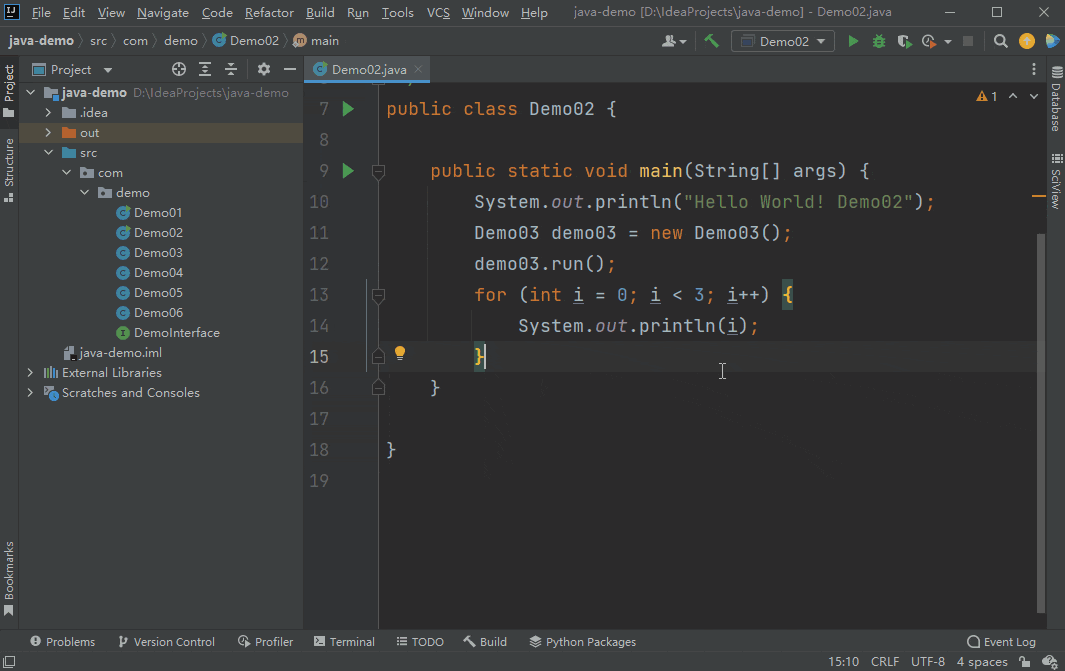 File Edit View Navigate Code Refactor Build Run Tools VCS Window Help java-demo [D:\IdeaProjects\java-demo] - Demo02.java
java-demo src com demo Demo02 main Demo02
Project Demo02.java
Project
Structure
Bookmarks
java-demo D:\IdeaProjects\java-demo
.idea
out
src
com
demo
Demo01
Demo02
Demo03
Demo04
Demo05
Demo06
DemoInterface
java-demo.iml
External Libraries
Scratches and Consoles
7 public class Demo02 {
8
9 public static void main(String[] args) {
10 System.out.println("Hello World! Demo02");
11 Demo03 demo03 = new Demo03();
12 demo03.run();
13 for (int i = 0; i < 3; i++) {
14 System.out.println(i);
15 }
16 }
17
18 }
19
1
Database
SciView
Problems Version Control Profiler Terminal TODO Build Python Packages Event Log
15:10 CRLF UTF-8 4 spaces